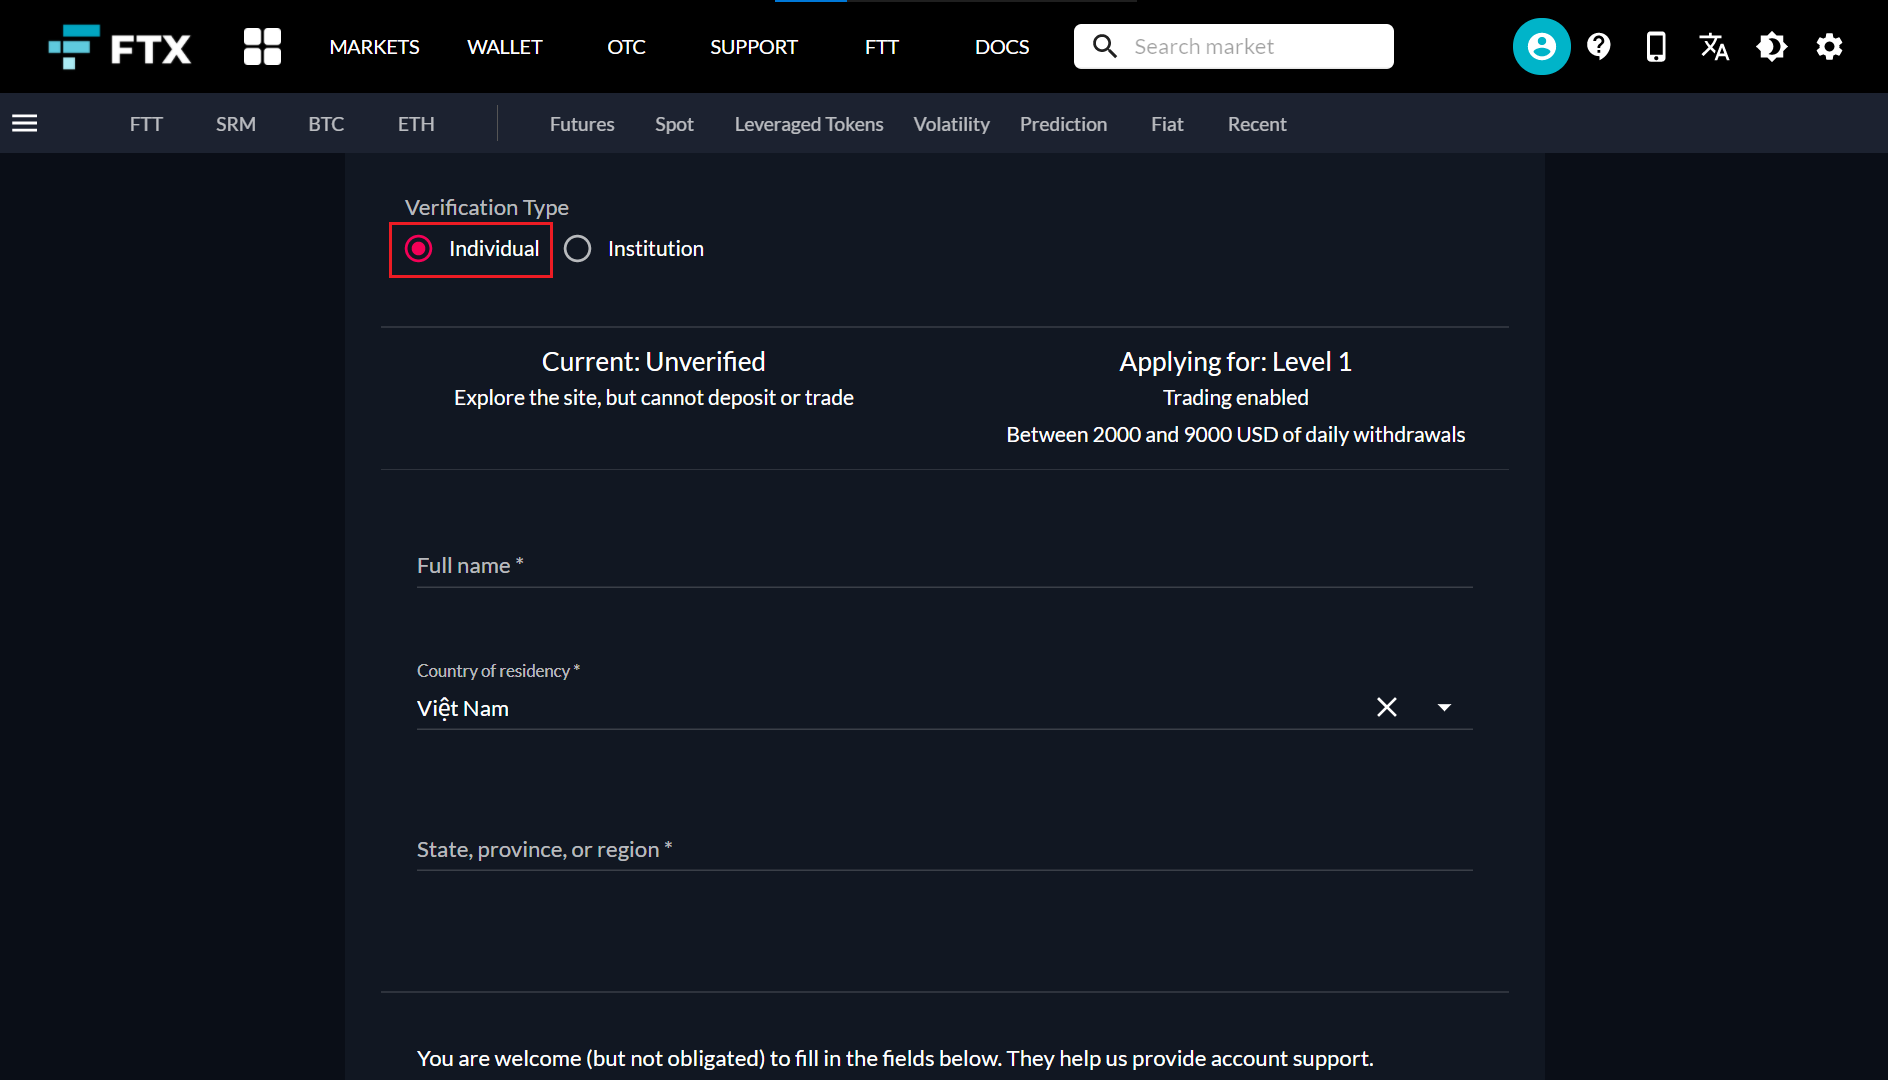 FTX MARKETS WALLET OTC SUPPORT FTT DOCS Search market
FTT SRM BTC ETH Futures Spot Leveraged Tokens Volatility Prediction Fiat Recent
Verification Type
Individual Institution
Current: Unverified
Explore the site, but cannot deposit or trade
Applying for: Level 1
Trading enabled
Between 2000 and 9000 USD of daily withdrawals
Full name *
Country of residency *
Việt Nam
State, province, or region *
You are welcome (but not obligated) to fill in the fields below. They help us provide account support.